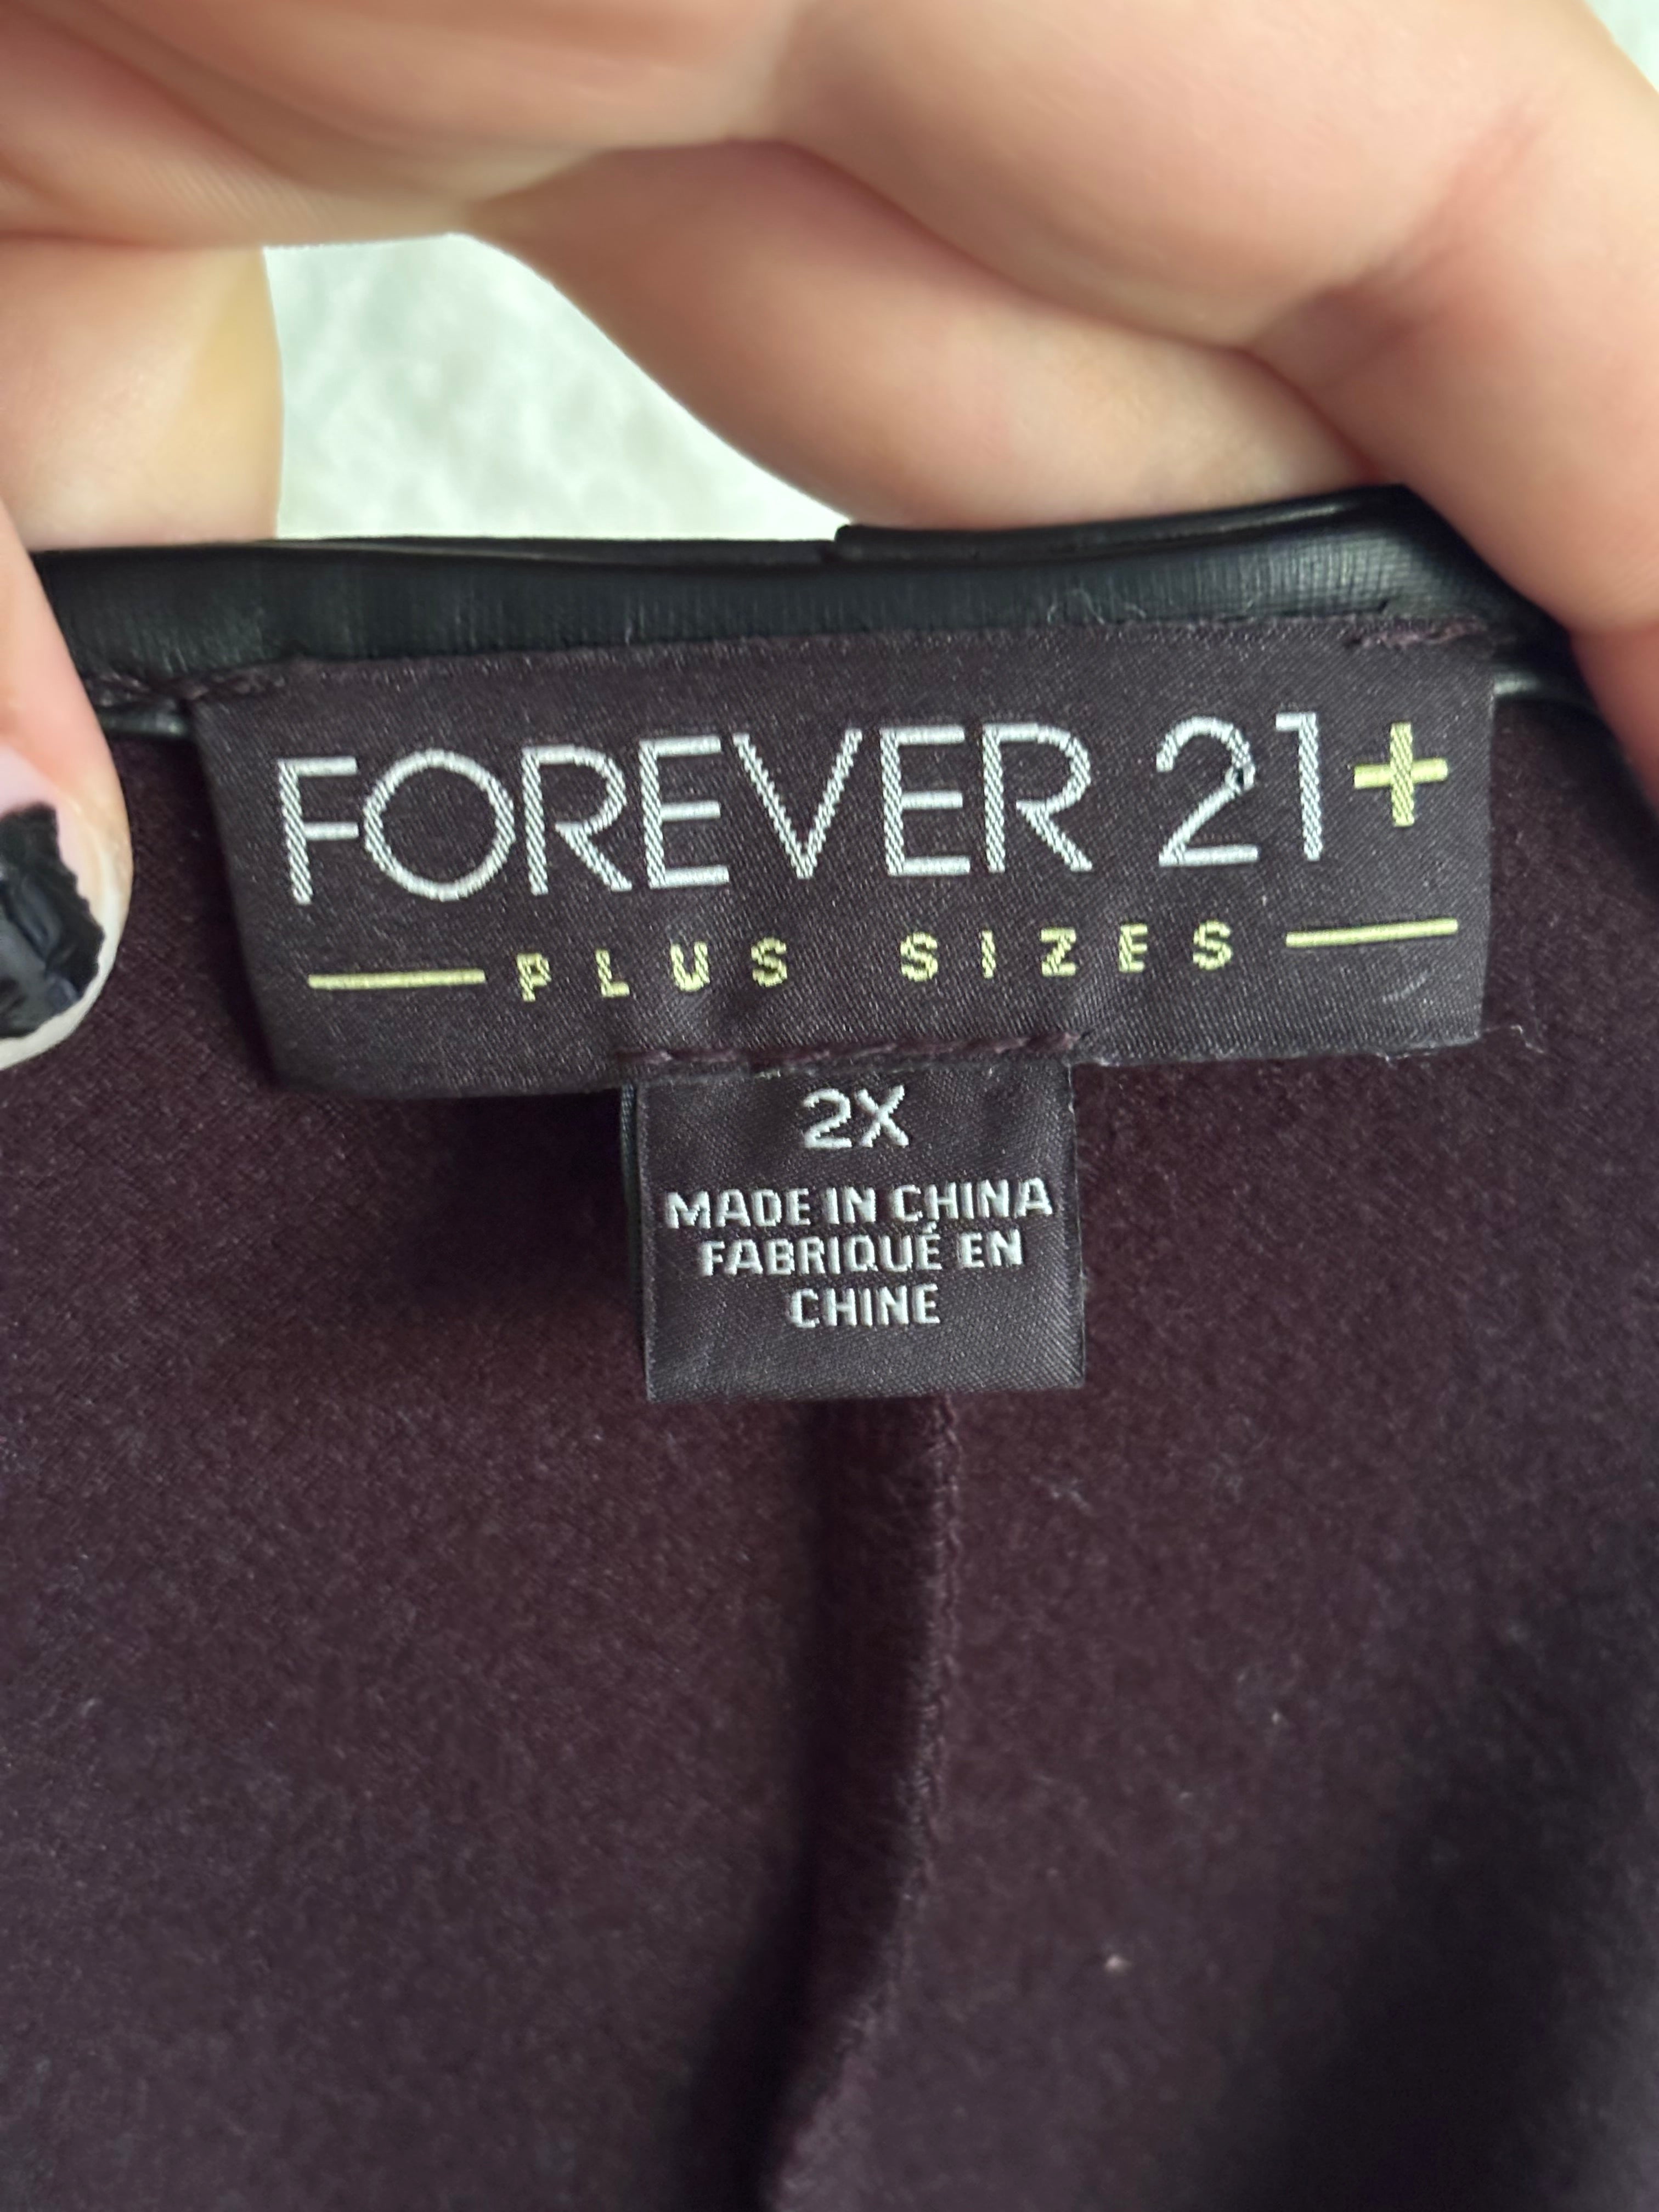 FOREVER 21+
PLUS SIZES
2X
MADE IN CHINA
FABRIQUÉ EN
CHINE